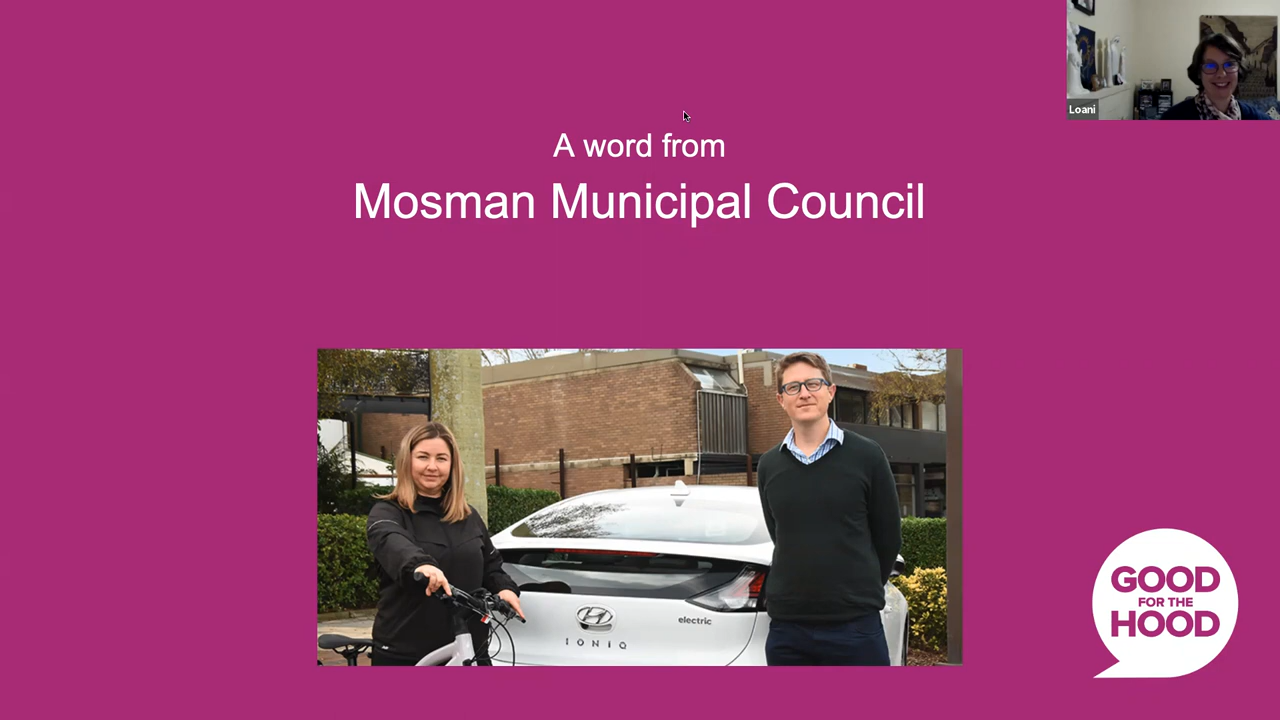 Loani
A word from
Mosman Municipal Council
electric
IONIQ
GOOD
FOR THE
HOOD